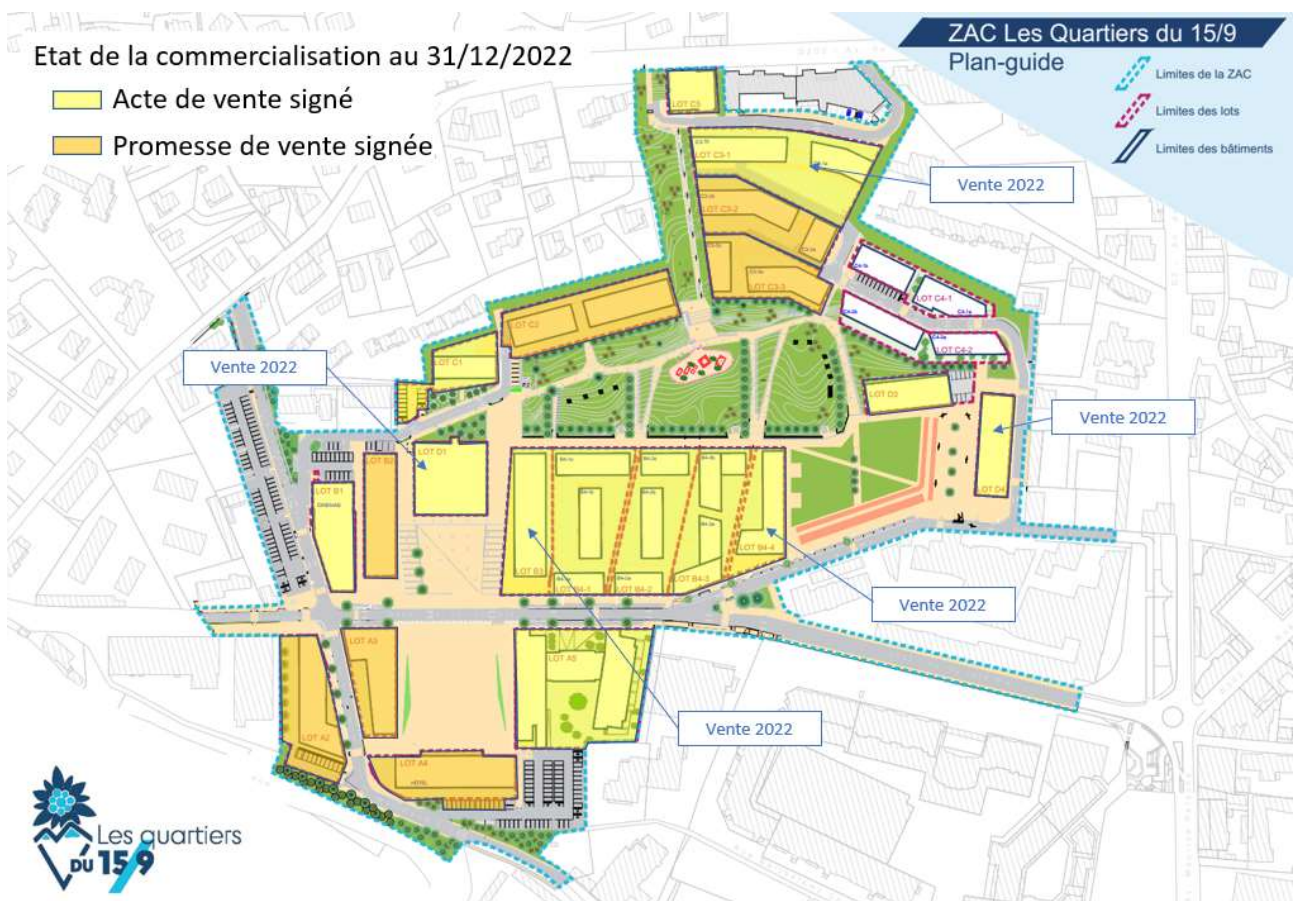 ZAC Les Quartiers du 15/9
Plan-guide
Limites de la ZAC
Limites des lots
Limites des bâtiments
Etat de la commercialisation au 31/12/2022
Acte de vente signé
Promesse de vente signée
LOT C3-1
Vente 2022
LOT C3-2
LOT C3-3
LOT C4-1
LOT C4-2
LOT C2
LOT C1
Vente 2022
Vente 2022
LOT D1
LOT B2
LOT B1
LOT D4
LOT B3
LOT B4-1
LOT B4-2
LOT B4-3
LOT B4-4
Vente 2022
LOT A3
LOT A5
LOT A2
LOT A4
HTRL
Vente 2022
Les quartiers
DU 15/9